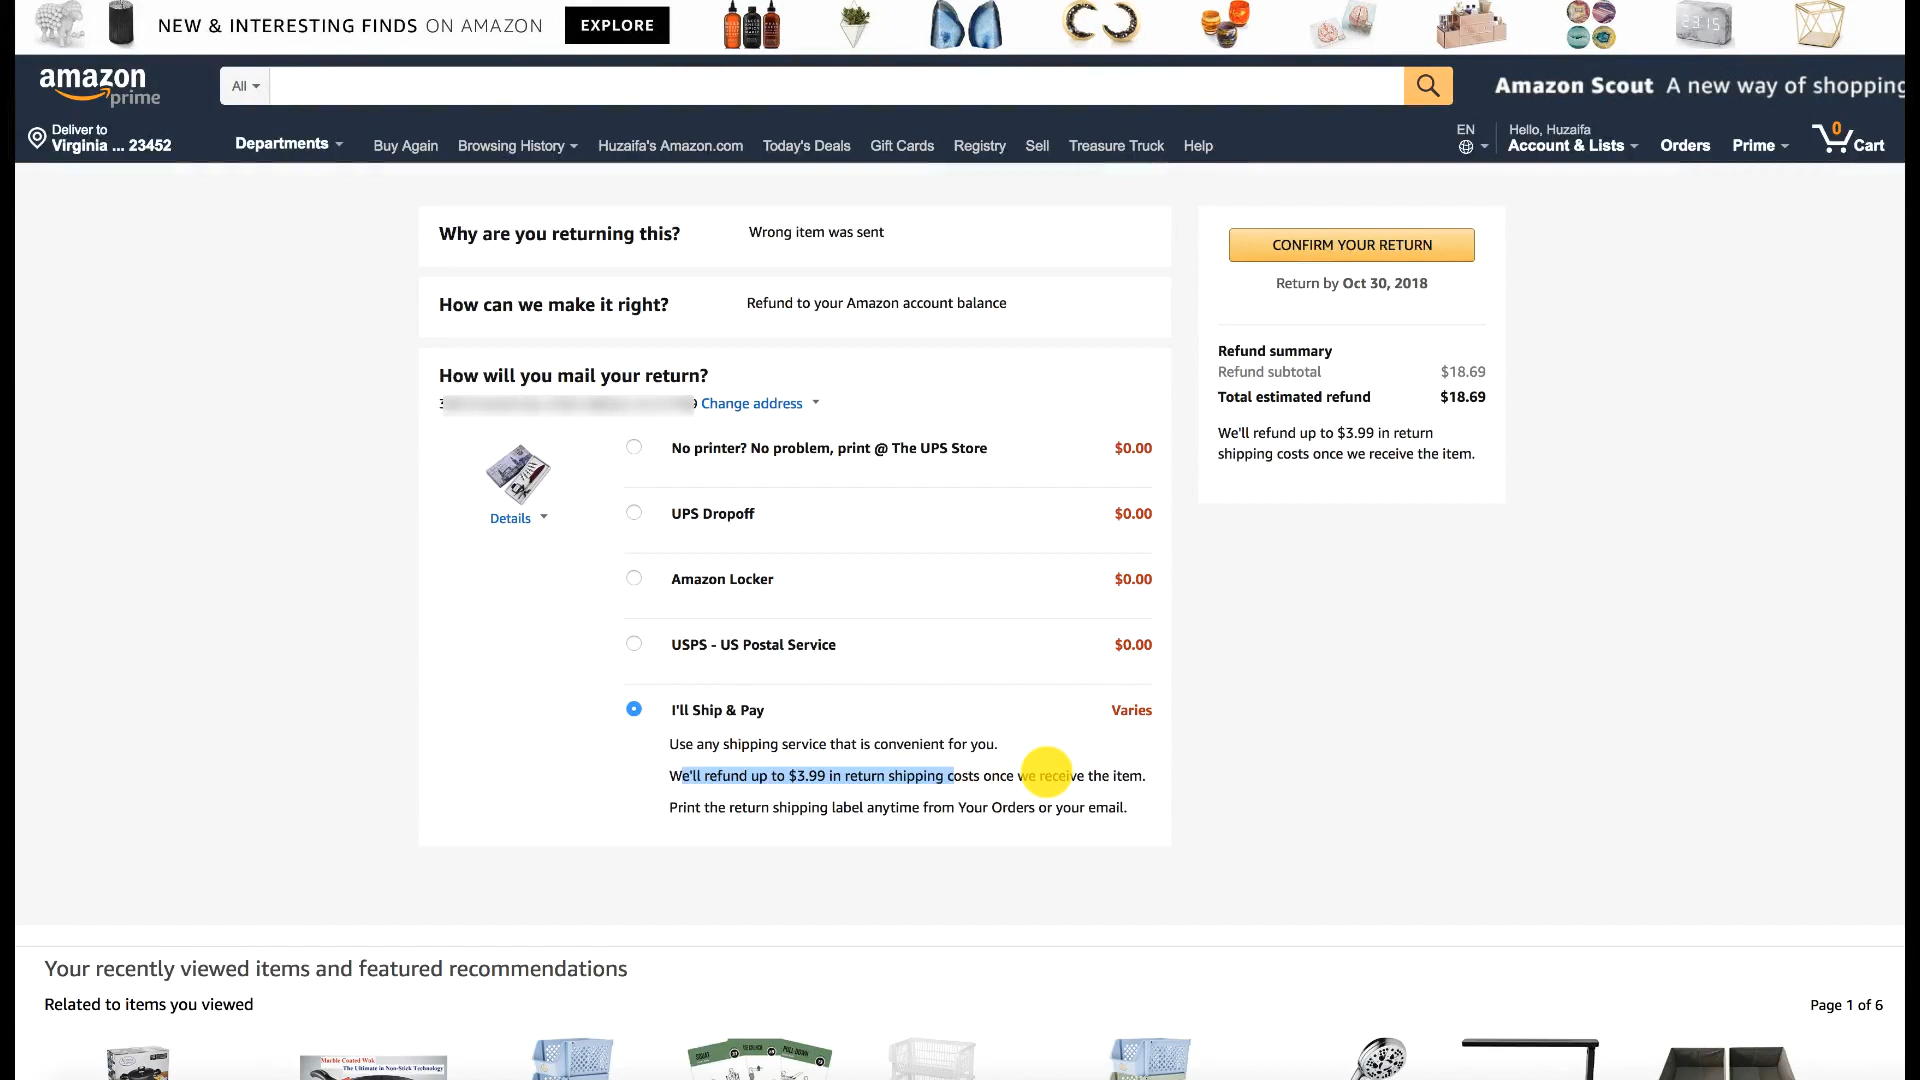 NEW & INTERESTING FINDS ON AMAZON
EXPLORE
amazon
prime
All
Amazon Scout A new way of shopping
Deliver to
Virginia ... 23452
Departments
Buy Again
Browsing History
Huzaifa's Amazon.com
Today's Deals
Gift Cards
Registry
Sell
Treasure Truck
Help
EN
Hello, Huzaifa
Account & Lists
Orders
Prime
0
Cart
Why are you returning this?
Wrong item was sent
How can we make it right?
Refund to your Amazon account balance
How will you mail your return?
Change address
Details
No printer? No problem, print @ The UPS Store
$0.00
UPS Dropoff
$0.00
Amazon Locker
$0.00
USPS - US Postal Service
$0.00
I'll Ship & Pay
Varies
Use any shipping service that is convenient for you.
We'll refund up to $3.99 in return shipping costs once we receive the item.
Print the return shipping label anytime from Your Orders or your email.
CONFIRM YOUR RETURN
Return by Oct 30, 2018
Refund summary
Refund subtotal
$18.69
Total estimated refund
$18.69
We'll refund up to $3.99 in return
shipping costs once we receive the item.
Your recently viewed items and featured recommendations
Related to items you viewed
Page 1 of 6
Marble Coated Wok
The Ultimate in Non-Stick Technology